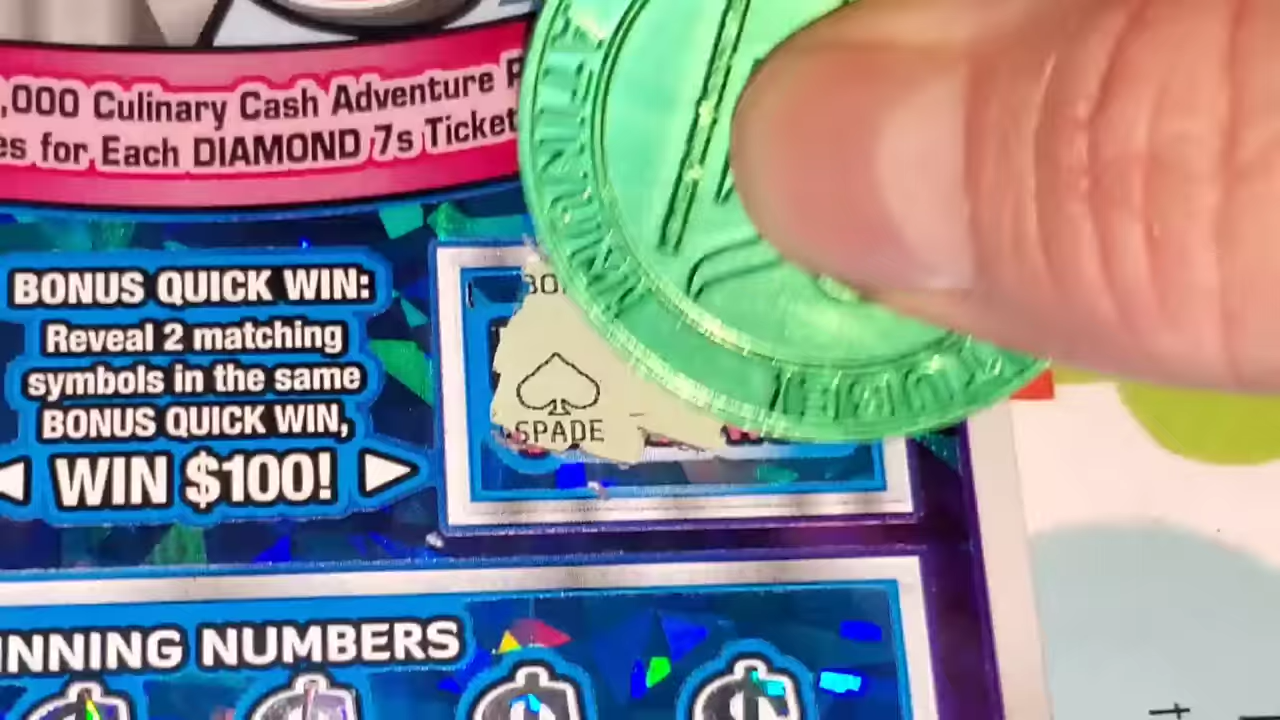 ,000 Culinary Cash Adventure
es for Each DIAMOND 7s Ticket
BONUS QUICK WIN:
Reveal 2 matching
symbols in the same
BONUS QUICK WIN,
WIN $100!
SPADE
INNING NUMBERS